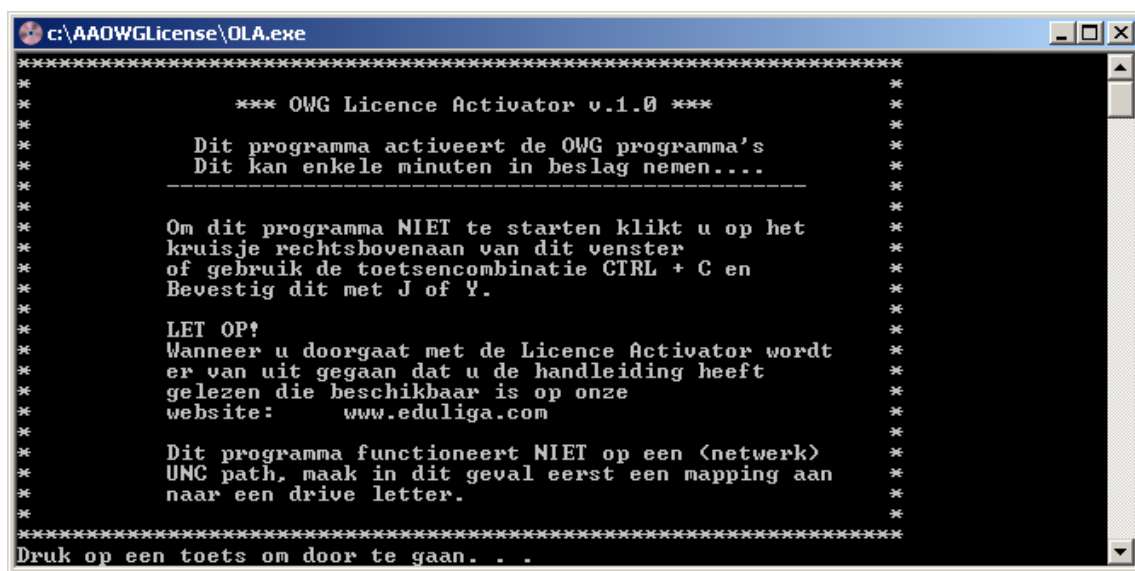 c:\AAOWGLicense\OLA.exe
*****************************************************************
* *
* *** OWG Licence Activator v.1.0 *** *
* *
* Dit programma activeert de OWG programma's *
* Dit kan enkele minuten in beslag nemen.... *
* ----------------------------------------------- *
* *
* Om dit programma NIET te starten klikt u op het *
* kruisje rechtsbovenaan van dit venster *
* of gebruik de toetsencombinatie CTRL + C en *
* Bevestig dit met J of Y. *
* *
* LET OP! *
* Wanneer u doorgaat met de Licence Activator wordt *
* er van uit gegaan dat u de handleiding heeft *
* gelezen die beschikbaar is op onze *
* website: www.eduliga.com *
* *
* Dit programma functioneert NIET op een (netwerk) *
* UNC path, maak in dit geval eerst een mapping aan *
* naar een drive letter. *
* *
*****************************************************************
Druk op een toets om door te gaan. . .